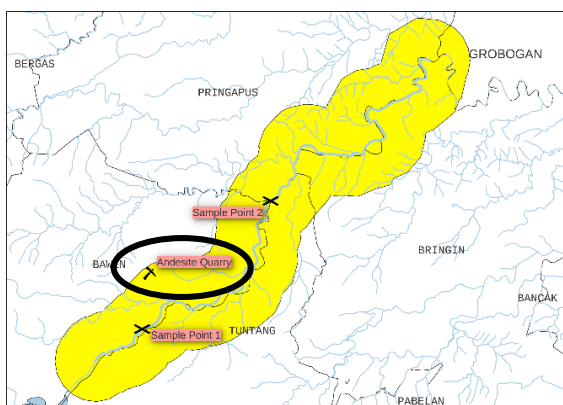 GROBOGAN
BERGAS
PRINGAPUS
Sample Point 2
BRINGIN
Andesite Quarry
BANCAK
Sample Point 1
TUNTANG
PABELAN